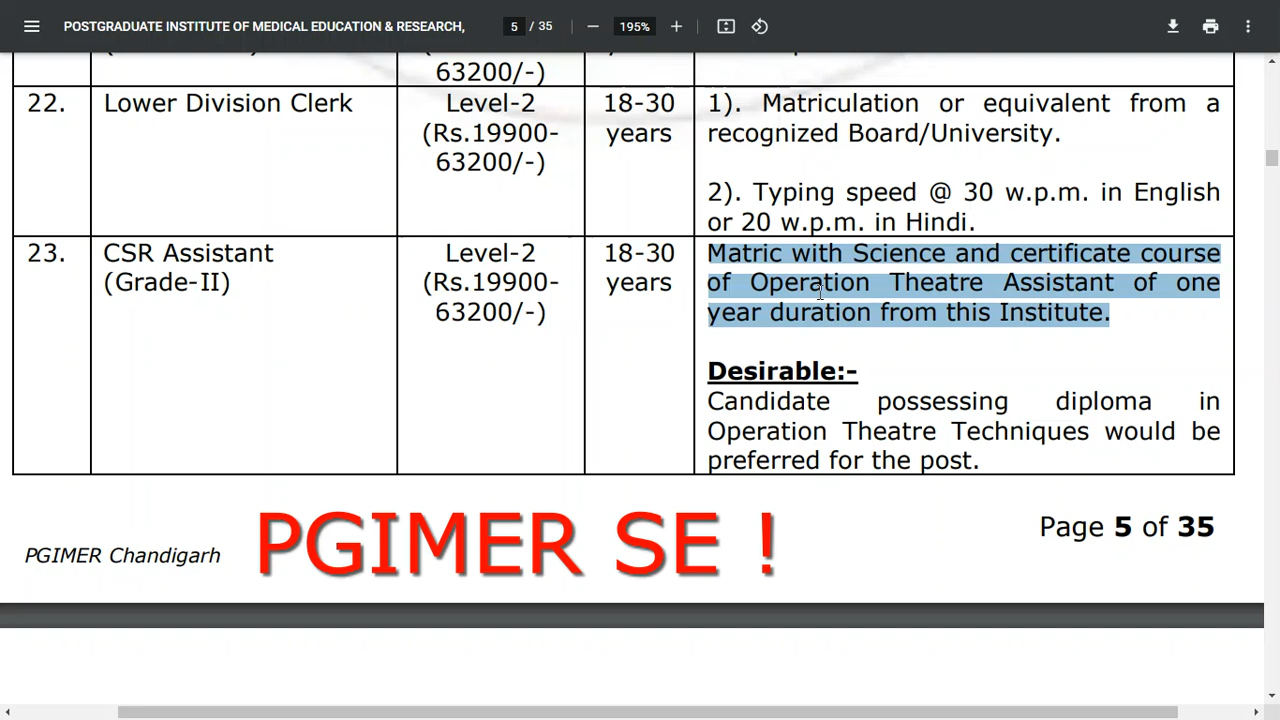 POSTGRADUATE INSTITUTE OF MEDICAL EDUCATION & RESEARCH,
5 / 35
195%
63200/-)
22.
Lower Division Clerk
Level-2
(Rs.19900-
63200/-)
18-30
years
1). Matriculation or equivalent from a
recognized Board/University.
2). Typing speed @ 30 w.p.m. in English
or 20 w.p.m. in Hindi.
23.
CSR Assistant
(Grade-II)
Level-2
(Rs.19900-
63200/-)
18-30
years
Matric with Science and certificate course
of Operation Theatre Assistant of one
year duration from this Institute.
Desirable:-
Candidate possessing diploma in
Operation Theatre Techniques would be
preferred for the post.
PGIMER Chandigarh
PGIMER SE !
Page 5 of 35